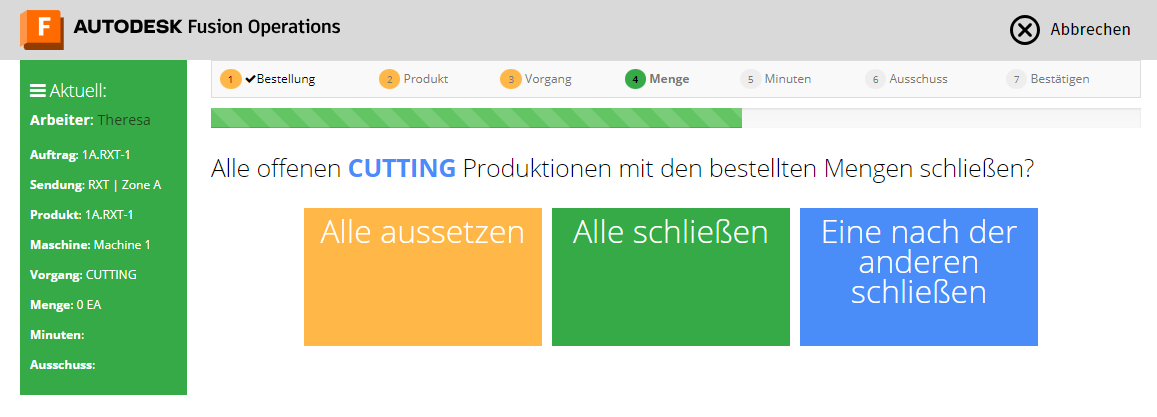 F AUTODESK Fusion Operations
Abbrechen
Aktuell:
Arbeiter: Theresa
Auftrag: 1A.RXT-1
Sendung: RXT | Zone A
Produkt: 1A.RXT-1
Maschine: Machine 1
Vorgang: CUTTING
Menge: 0 EA
Minuten:
Ausschuss:
1 Bestellung 2 Produkt 3 Vorgang 4 Menge 5 Minuten 6 Ausschuss 7 Bestätigen
Alle offenen CUTTING Produktionen mit den bestellten Mengen schließen?
Alle aussetzen
Alle schließen
Eine nach der
anderen
schließen